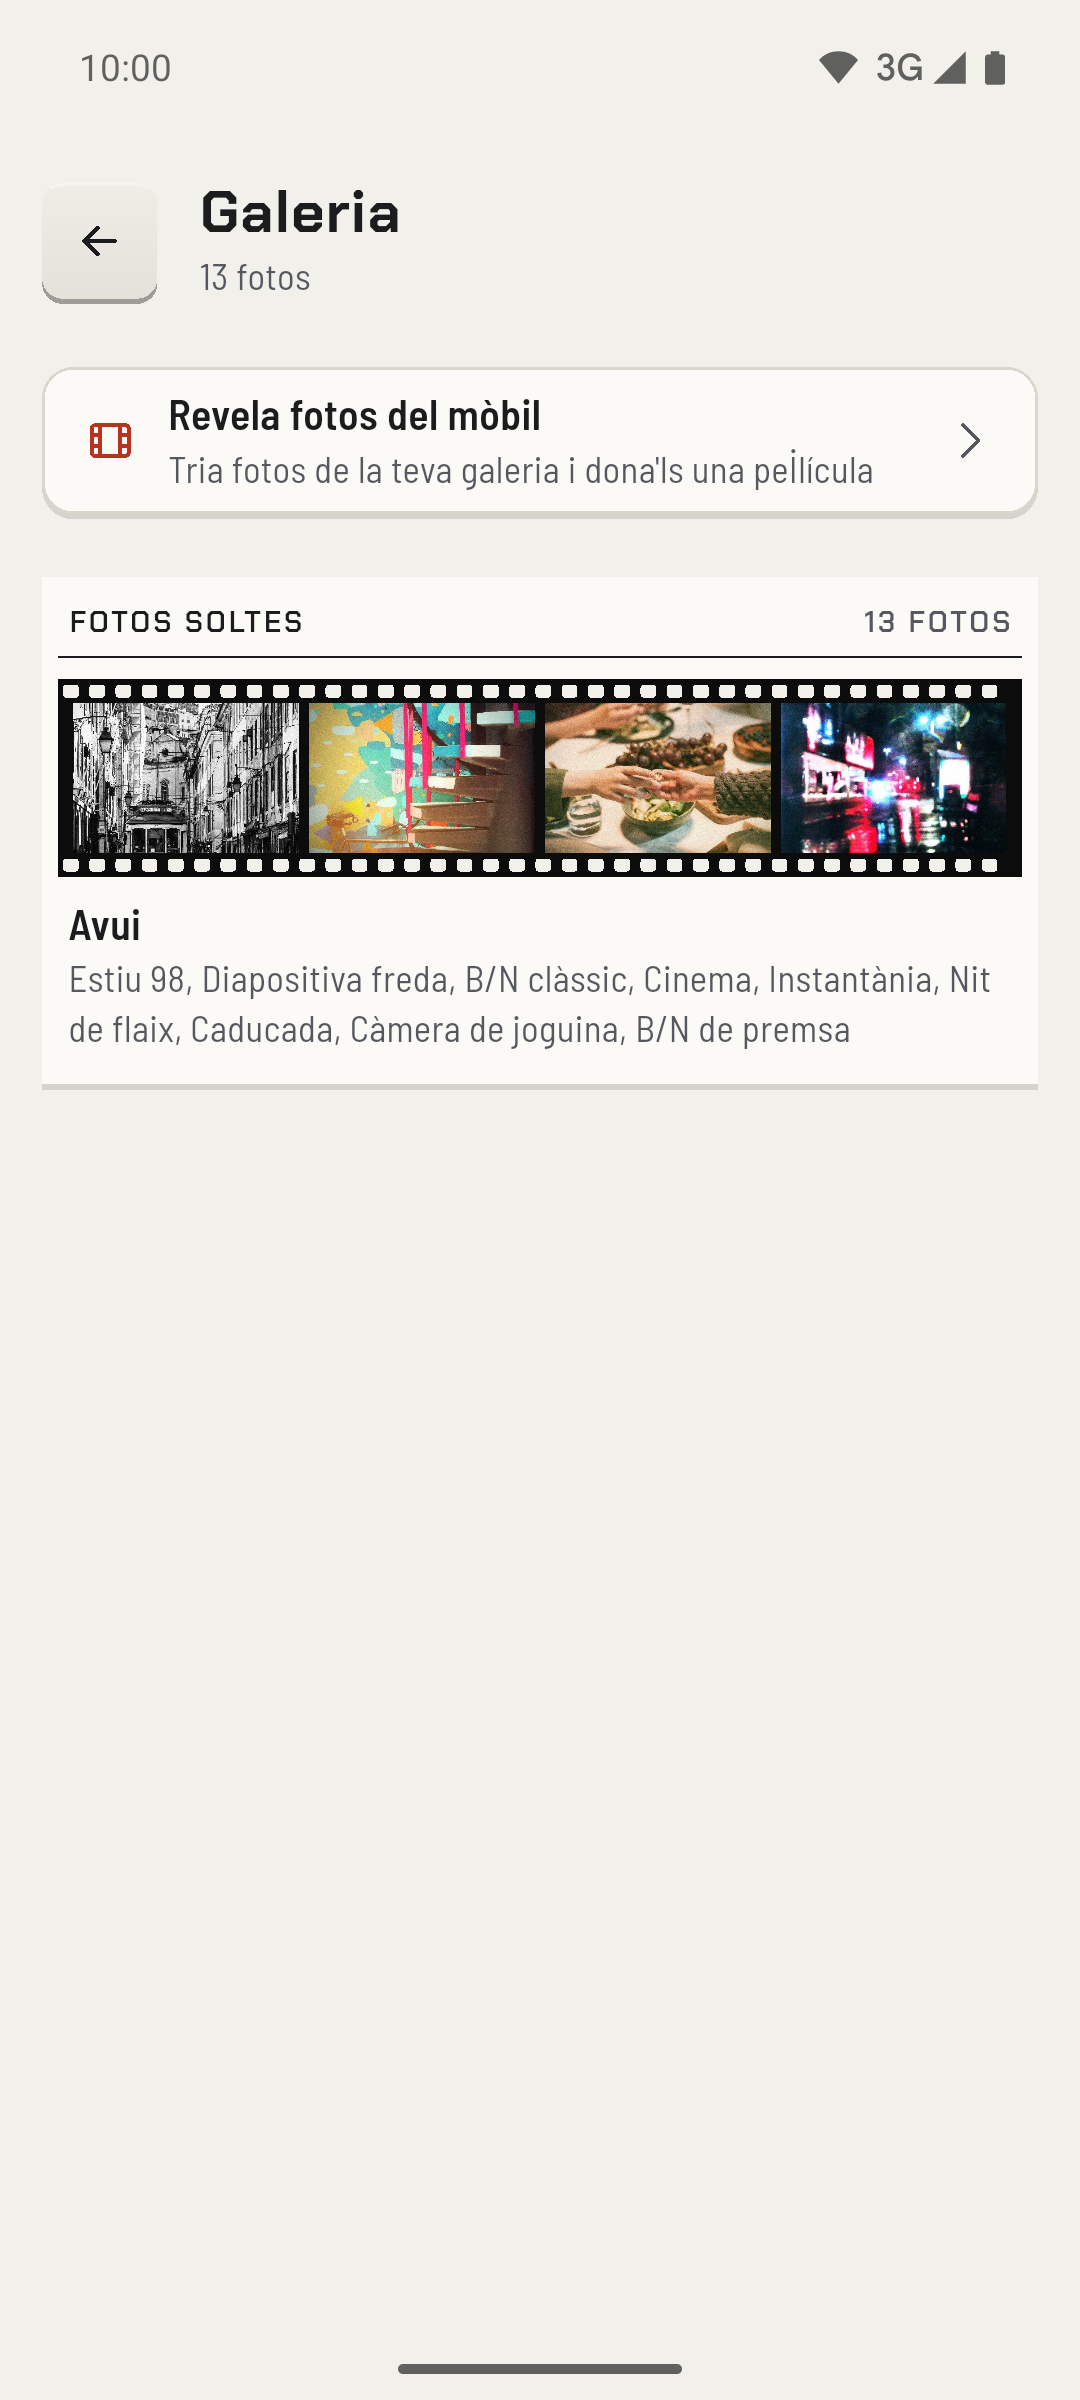 10:00
3G
Galeria
13 fotos
Revela fotos del mòbil
Tria fotos de la teva galeria i dona'ls una pel·lícula
FOTOS SOLTES
13 FOTOS
Avui
Estiu 98, Diapositiva freda, B/N clàssic, Cinema, Instantània, Nit
de flaix, Caducada, Càmera de joguina, B/N de premsa